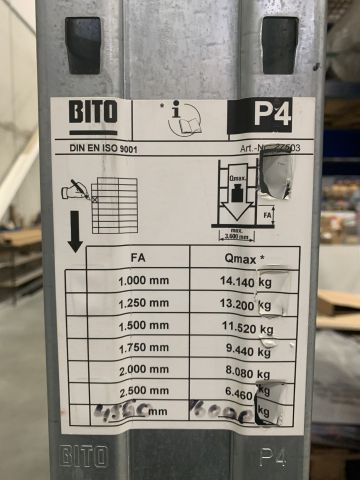 BITO
* i
P4
DIN EN ISO 9001
Art.-Nr.
Qmax.
FA
max.
3.600 mm
FA Qmax *
1.000 mm 14.140 kg
1.250 mm 13.200 kg
1.500 mm 11.520 kg
1.750 mm 9.440 kg
2.000 mm 8.080 kg
2.500 mm 6.460 kg
mm kg
BITO P4